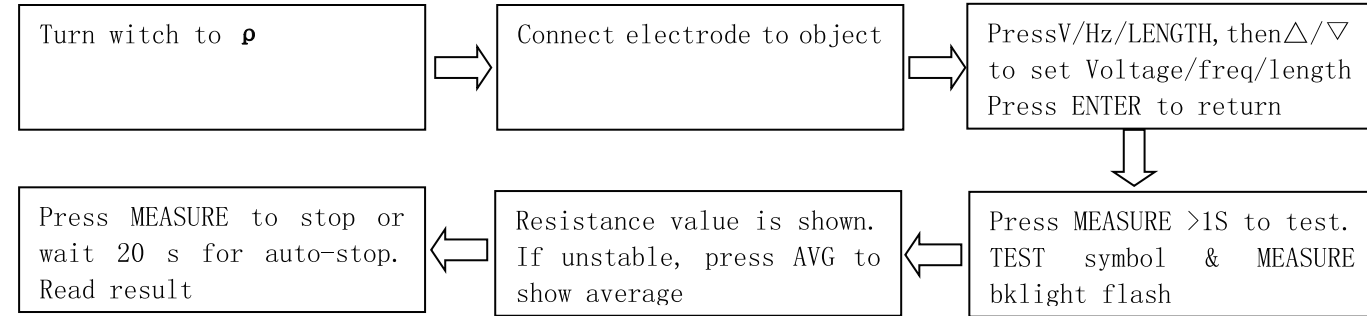 Turn witch to ρ
Connect electrode to object
PressV/Hz/LENGTH,then△/▽
to set Voltage/freq/length
Press ENTER to return
Press MEASURE >1S to test.
TEST symbol & MEASURE
bklight flash
Resistance value is shown.
If unstable, press AVG to
show average
Press MEASURE to stop or
wait 20 s for auto-stop.
Read result